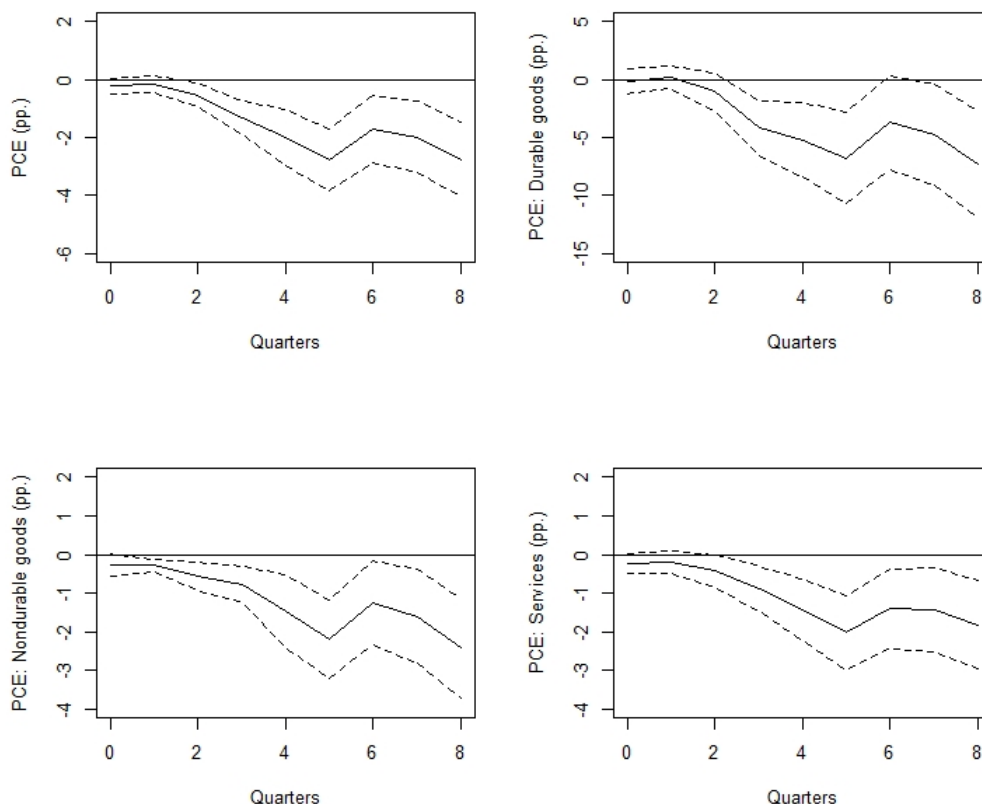 PCE (pp.)
2
0
-2
-4
-6
0 2 4 6 8
Quarters
PCE: Durable goods (pp.)
5
0
-5
-10
-15
0 2 4 6 8
Quarters
PCE: Nondurable goods (pp.)
2
1
0
-1
-2
-3
-4
0 2 4 6 8
Quarters
PCE: Services (pp.)
2
1
0
-1
-2
-3
-4
0 2 4 6 8
Quarters